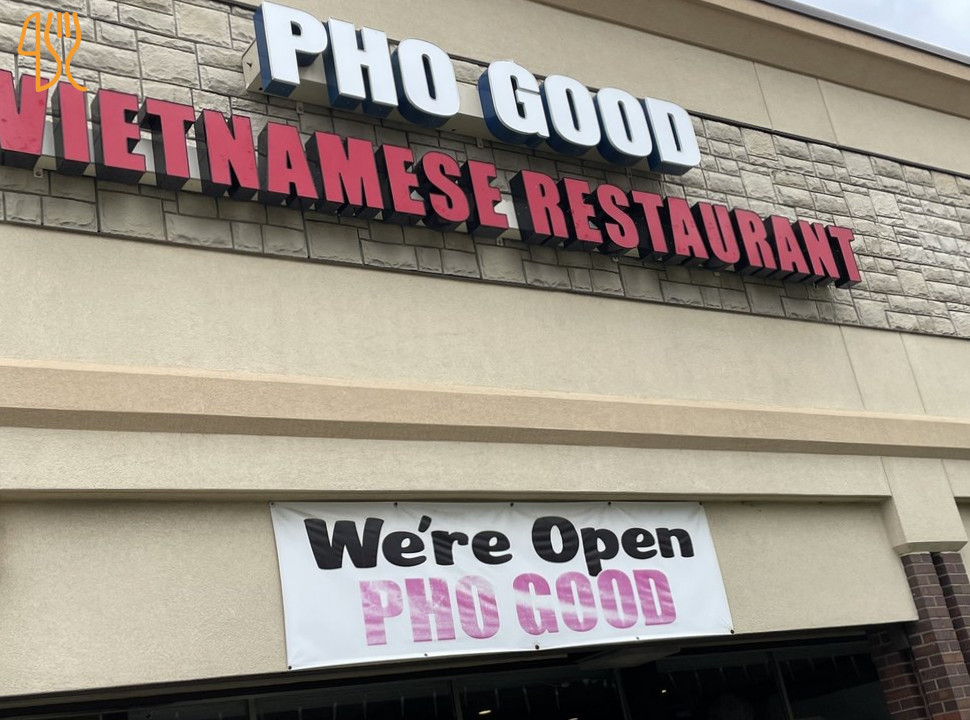 PHO GOOD
VIETNAMESE RESTAURANT
We're Open
PHO GOOD